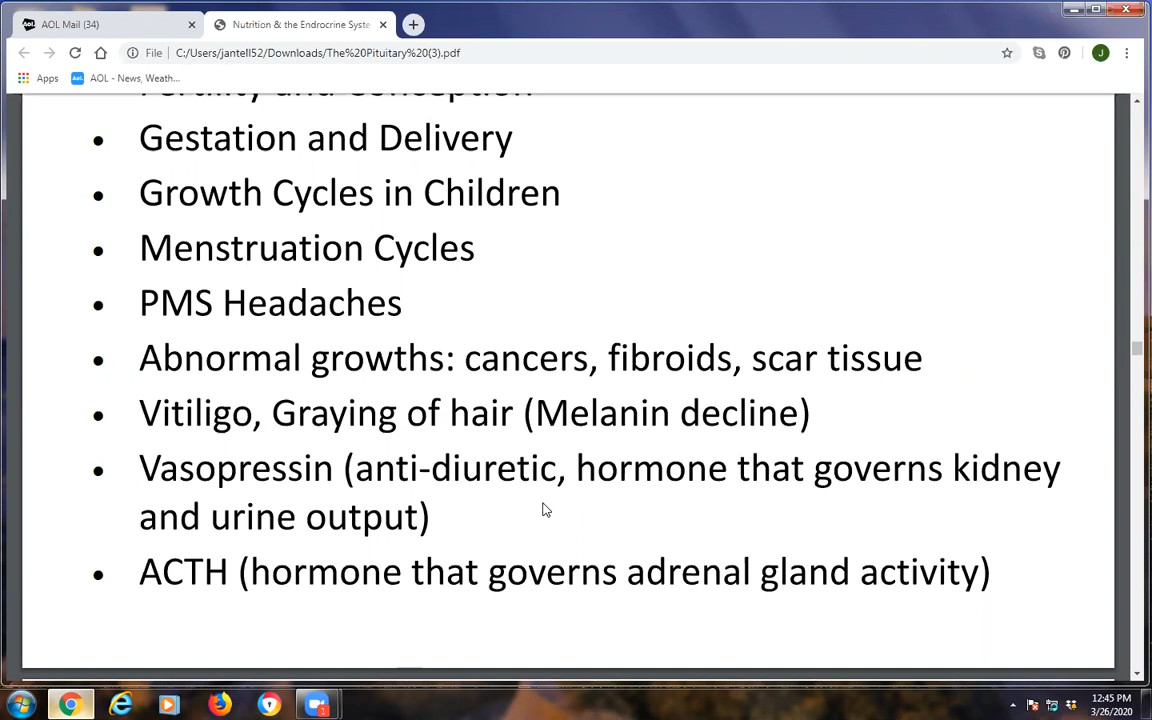 AOL Mail (34)
Nutrition & the Endocrine Syste
File
C:/Users/jantell52/Downloads/The%20Pituitary%20(3).pdf
J
Apps
AOL - News, Weath...
Fertility and Conception
• Gestation and Delivery
• Growth Cycles in Children
• Menstruation Cycles
• PMS Headaches
• Abnormal growths: cancers, fibroids, scar tissue
• Vitiligo, Graying of hair (Melanin decline)
• Vasopressin (anti-diuretic, hormone that governs kidney
and urine output)
• ACTH (hormone that governs adrenal gland activity)
12:45 PM
3/26/2020